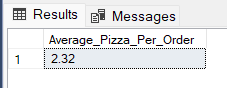 Results Messages
Average_Pizza_Per_Order
1 2.32